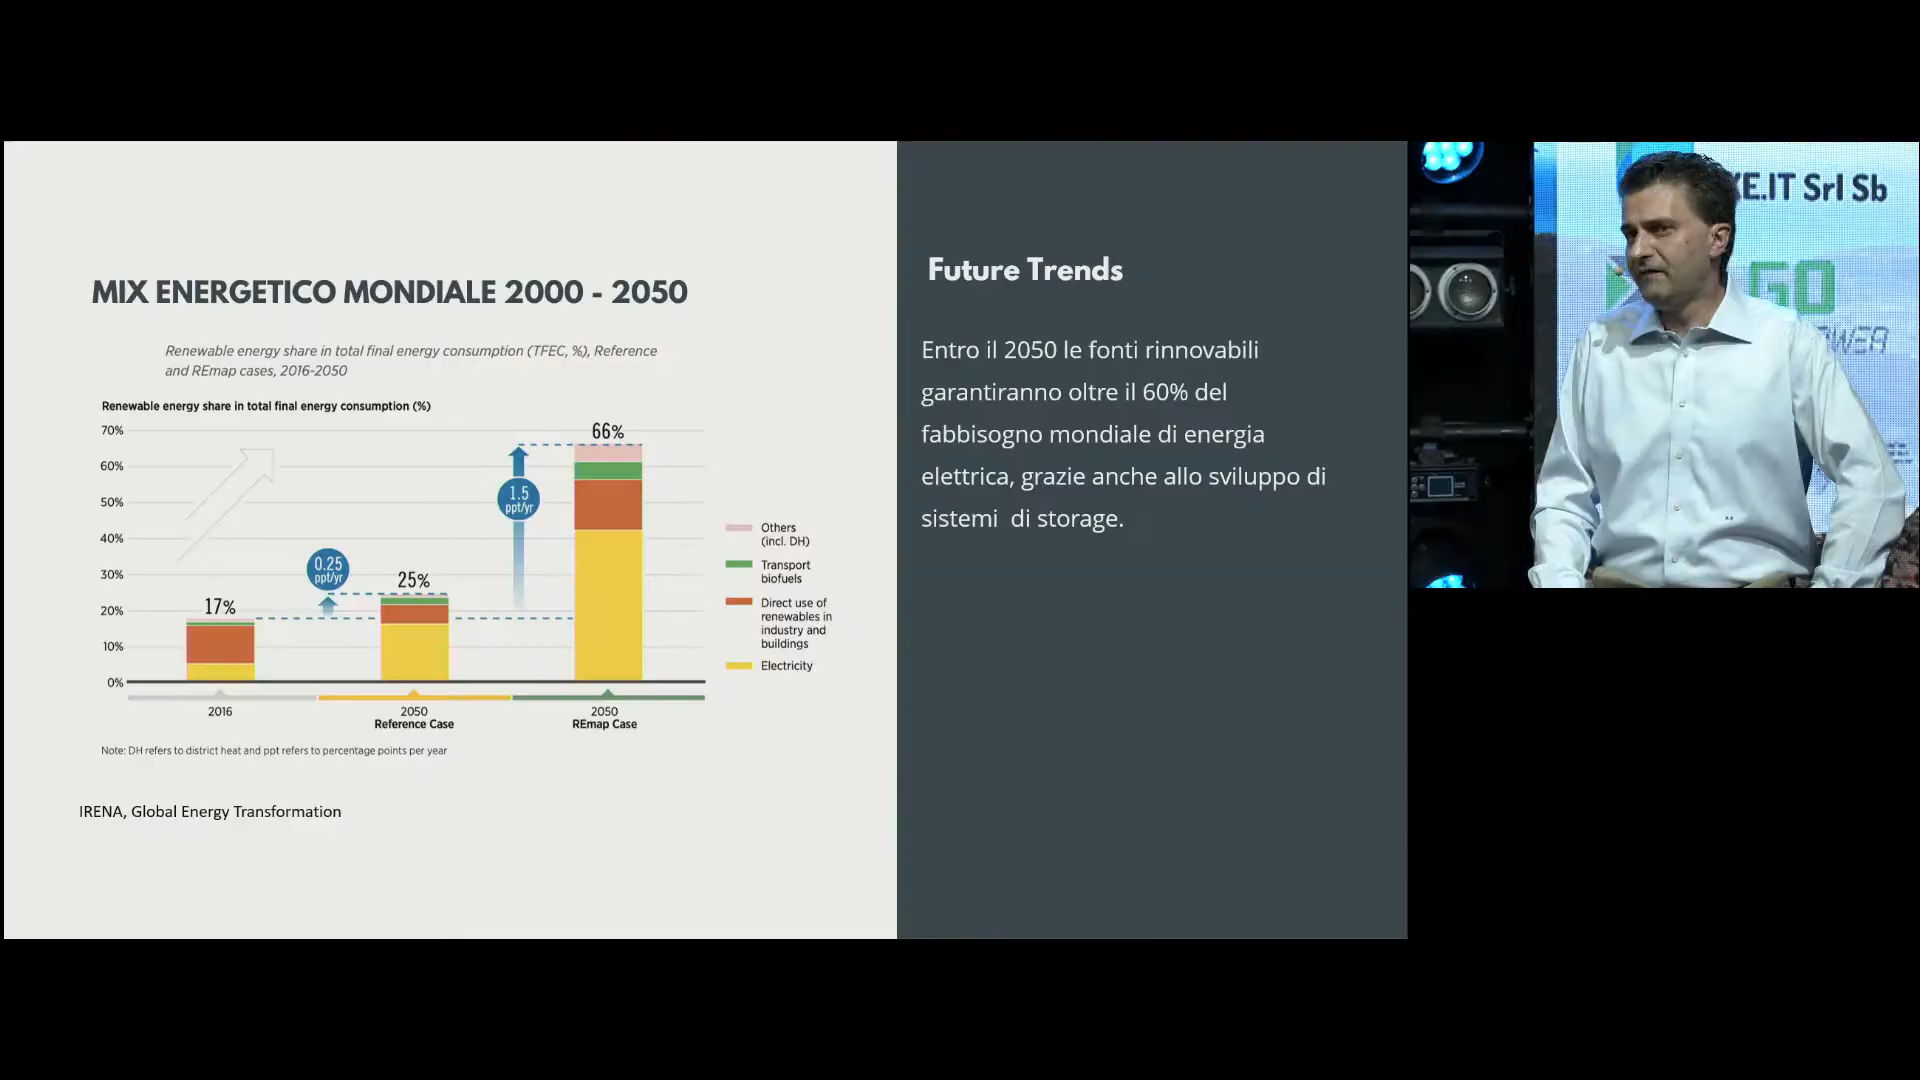 MIX ENERGETICO MONDIALE 2000 - 2050
Renewable energy share in total final energy consumption (TFEC, %), Reference
and REmap cases, 2016-2050
Renewable energy share in total final energy consumption (%)
70%
60%
50%
40%
30%
20%
10%
0%
17%
0.25
ppt/yr
25%
1.5
ppt/yr
66%
2016
2050
Reference Case
2050
REmap Case
Others
(incl. DH)
Transport
biofuels
Direct use of
renewables in
industry and
buildings
Electricity
Note: DH refers to district heat and ppt refers to percentage points per year
IRENA, Global Energy Transformation
Future Trends
Entro il 2050 le fonti rinnovabili
garantiranno oltre il 60% del
fabbisogno mondiale di energia
elettrica, grazie anche allo sviluppo di
sistemi  di storage.
Srl Sb
GO